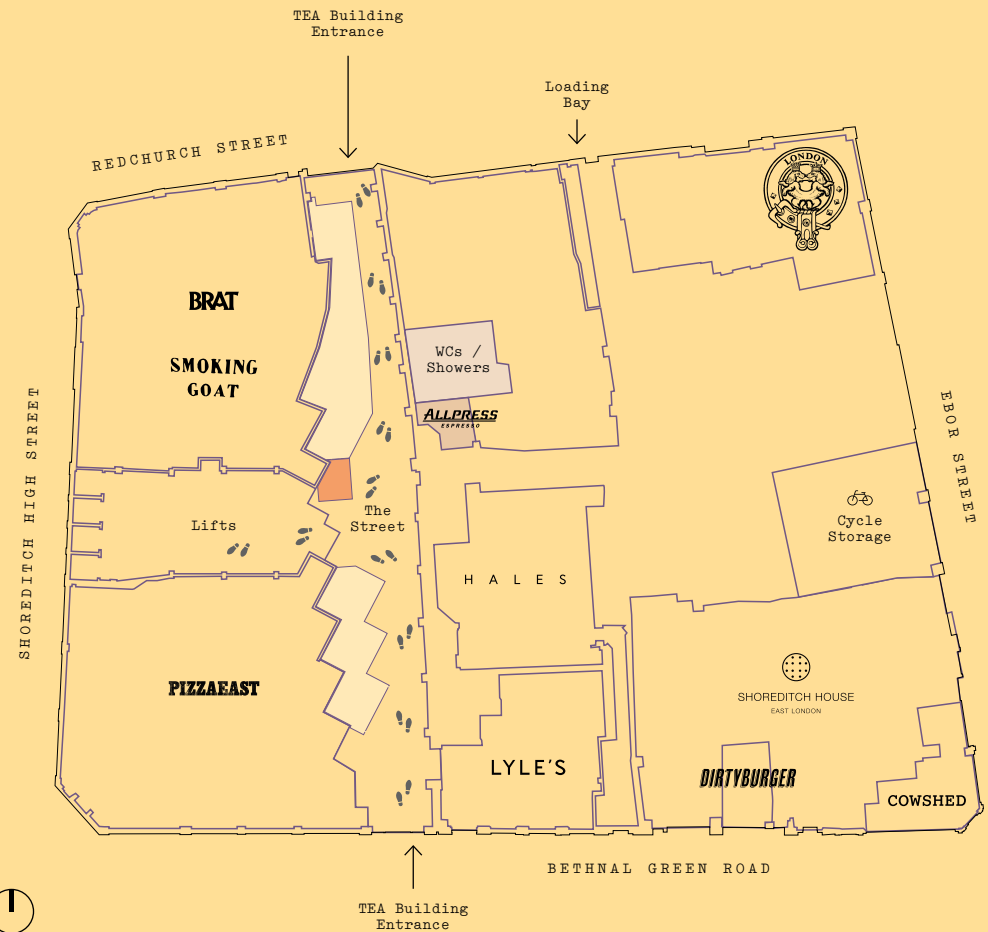 TEA Building
Entrance
Loading
Bay
REDCHURCH STREET
LONDON
BRAT
SMOKING
GOAT
WCs /
Showers
ALLPRESS
ESPRESSO
SHOREDITCH HIGH STREET
EBOR STREET
The
Street
Lifts
Cycle
Storage
HALES
PIZZAEAST
SHOREDITCH HOUSE
EAST LONDON
LYLE'S
DIRTYBURGER
COWSHED
BETHNAL GREEN ROAD
TEA Building
Entrance